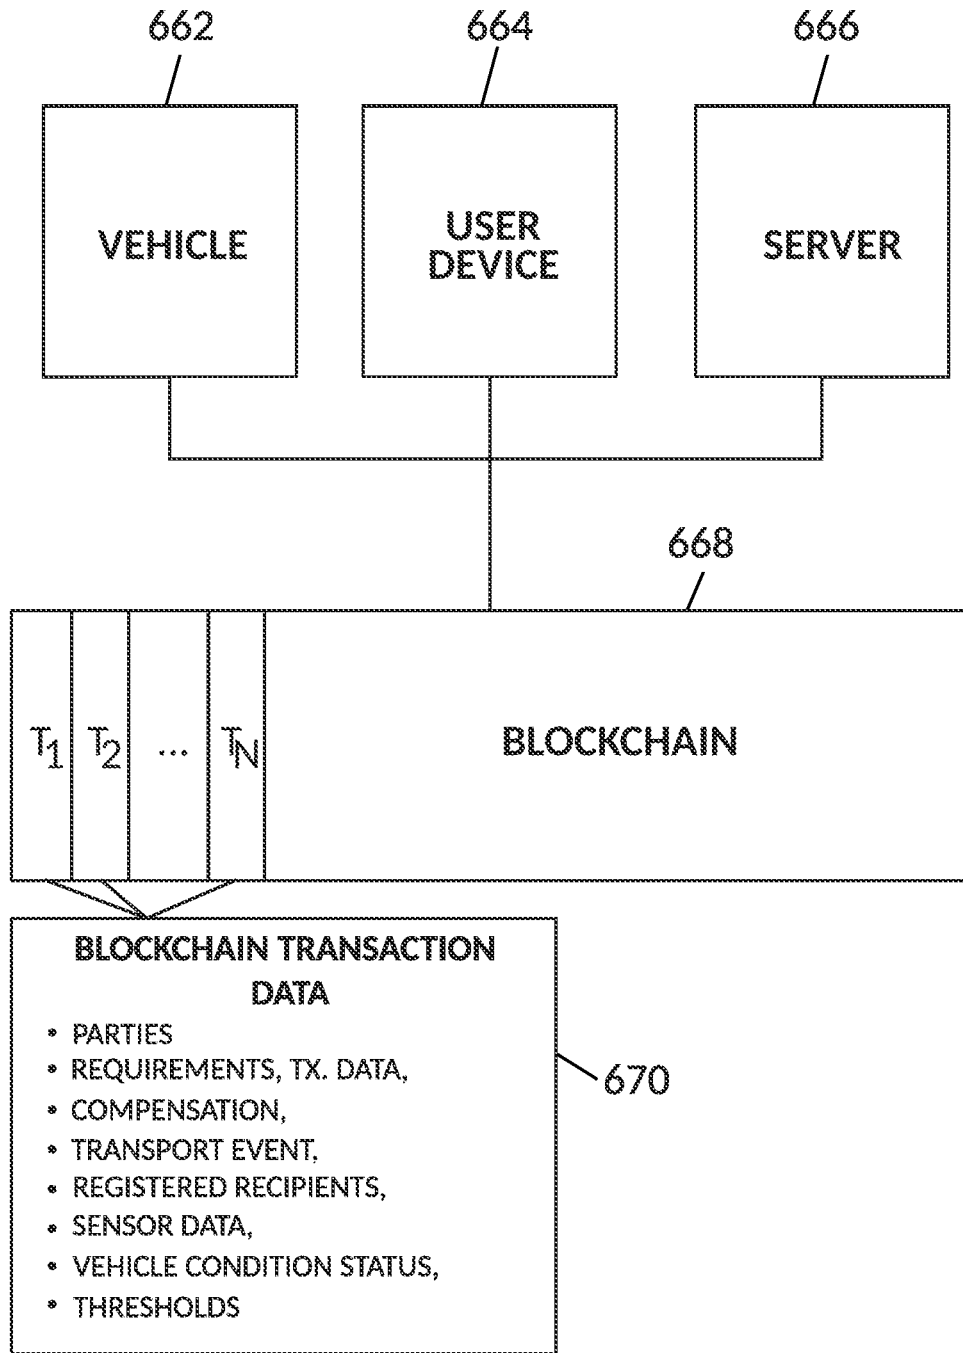 662
664
666
VEHICLE
USER
DEVICE
SERVER
668
T1
T2
...
TN
BLOCKCHAIN
BLOCKCHAIN TRANSACTION
DATA
• PARTIES
• REQUIREMENTS, TX. DATA,
• COMPENSATION,
• TRANSPORT EVENT,
• REGISTERED RECIPIENTS,
• SENSOR DATA,
• VEHICLE CONDITION STATUS,
• THRESHOLDS
670